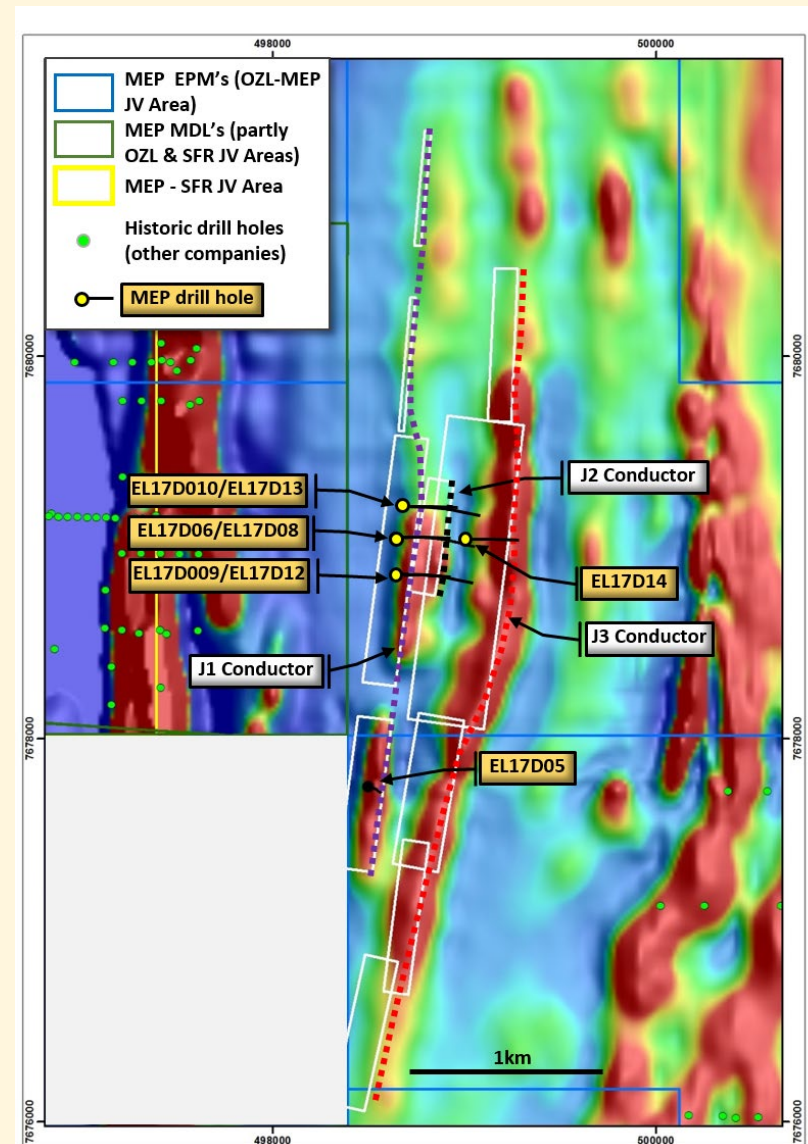 498000
500000
MEP EPM's (OZL-MEP
JV Area)
MEP MDL's (partly
OZL & SFR JV Areas)
MEP - SFR JV Area
Historic drill holes
(other companies)
MEP drill hole
7680000
7680000
J2 Conductor
EL17D010/EL17D13
EL17D06/EL17D08
EL17D009/EL17D12
EL17D14
J3 Conductor
J1 Conductor
7678000
7678000
EL17D05
1km
7676000
7676000
498000
500000